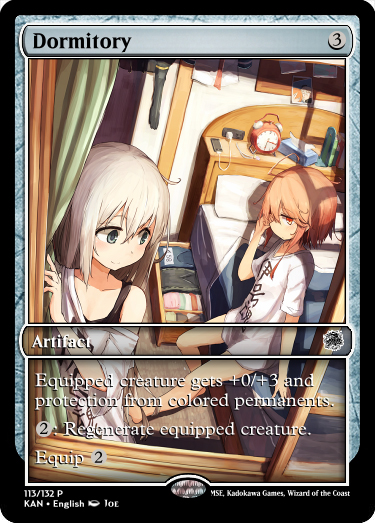 Dormitory 3
Artifact
Equipped creature gets +0/+3 and
protection from colored permanents.
2: Regenerate equipped creature.
Equip 2
113/132 P
KAN • English JOE
MSE, Kadokawa Games, Wizard of the Coast